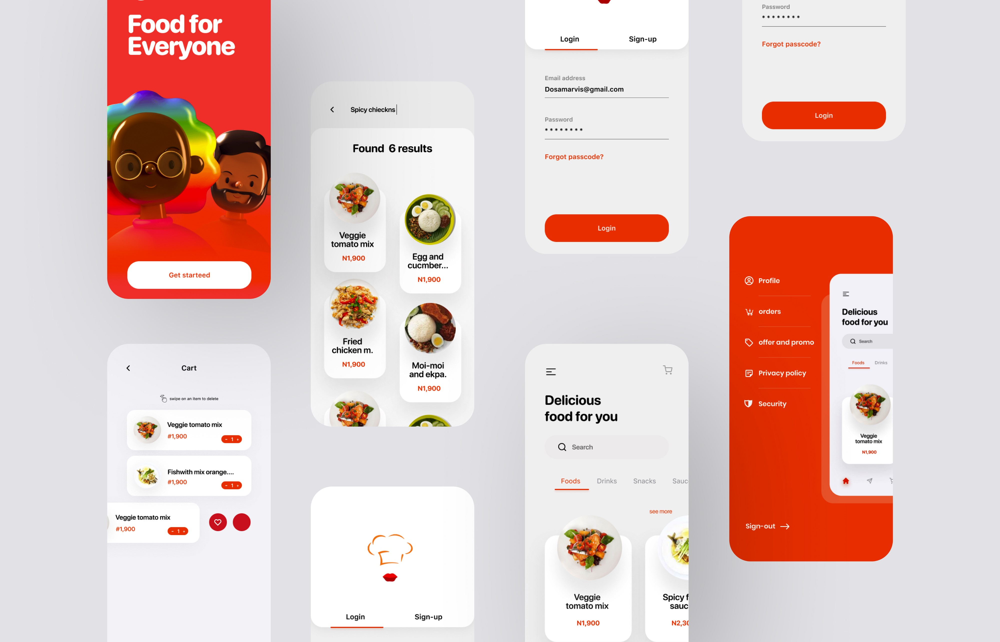 Food for
Everyone
Get starteed
Cart
swipe on an item to delete
Veggie tomato mix
#1,900
- 1 +
Fishwith mix orange....
#1,900
- 1 +
Veggie tomato mix
#1,900
- 1 +
Spicy chieckns
Found 6 results
Veggie
tomato mix
N1,900
Egg and
cucmber...
N1,900
Fried
chicken m.
N1,900
Moi-moi
and ekpa.
N1,900
Login Sign-up
Login Sign-up
Email address
Dosamarvis@gmail.com
Password
* * * * * * * *
Forgot passcode?
Login
Delicious
food for you
Search
Foods Drinks Snacks Sauc
see more
Veggie
tomato mix
N1,900
Spicy f
sauc
N2,30
Password
* * * * * * * *
Forgot passcode?
Login
Profile
orders
offer and promo
Privacy policy
Security
Sign-out
Delicious
food for you
Search
Foods Drinks
Veggie
tomato mix
N1,900